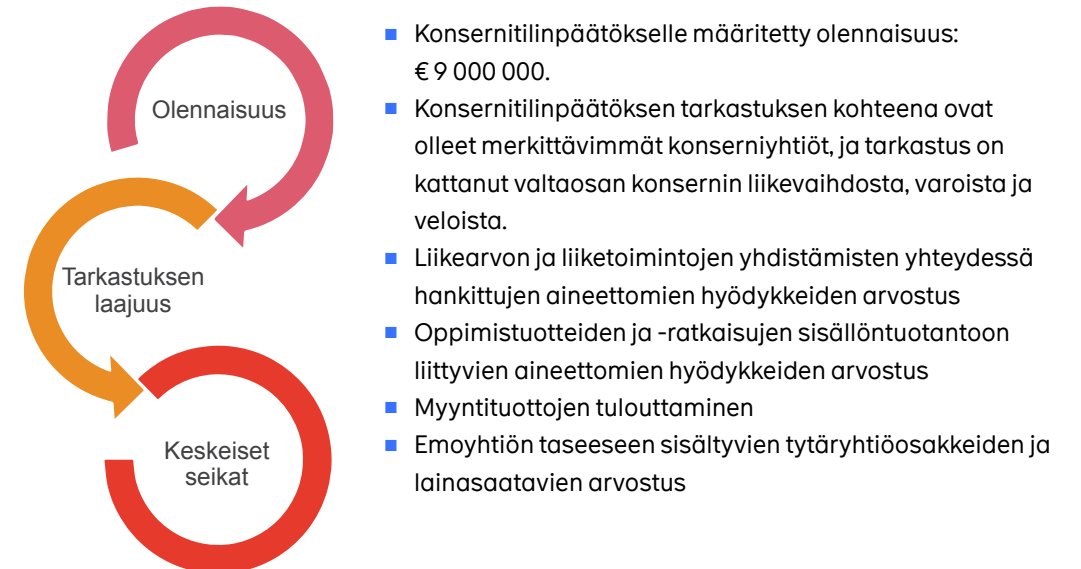 Olennaisuus
Tarkastuksen
laajuus
Keskeiset
seikat
Konsernitilinpäätökselle määritetty olennaisuus:
€ 9 000 000.
Konsernitilinpäätöksen tarkastuksen kohteena ovat
olleet merkittävimmät konserniyhtiöt, ja tarkastus on
kattanut valtaosan konsernin liikevaihdosta, varoista ja
veloista.
Liikearvon ja liiketoimintojen yhdistämisten yhteydessä
hankittujen aineettomien hyödykkeiden arvostus
Oppimistuotteiden ja -ratkaisujen sisällöntuotantoon
liittyvien aineettomien hyödykkeiden arvostus
Myyntituottojen tulouttaminen
Emoyhtiön taseeseen sisältyvien tytäryhtiöosakkeiden ja
lainasaatavien arvostus